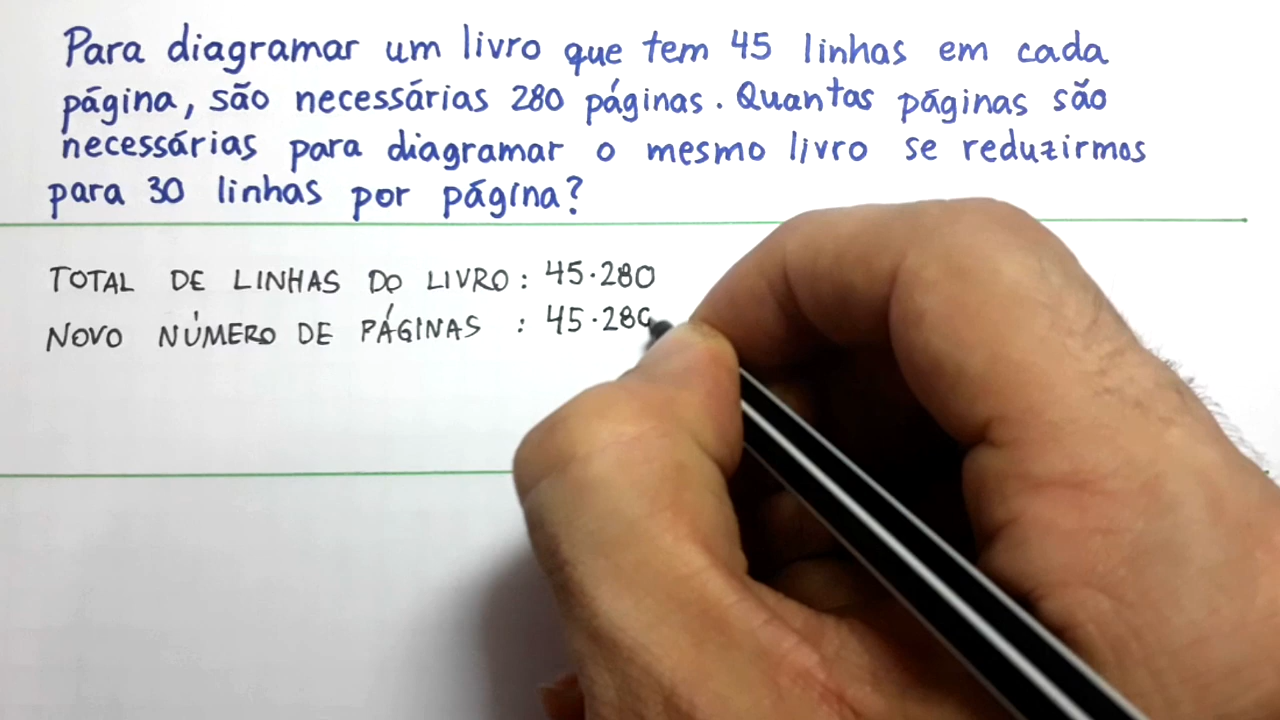 Para diagramar um livro que tem 45 linhas em cada
página, são necessárias 280 páginas. Quantas páginas são
necessárias para diagramar o mesmo livro se reduzirmos
para 30 linhas por página?
TOTAL DE LINHAS DO LIVRO: 45.280
NOVO NÚMERO DE PÁGINAS : 45.280